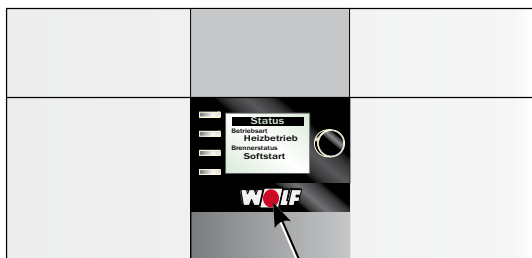 Status
Betriebsart
Heizbetrieb
Brennerstatus
Softstart
WOLF